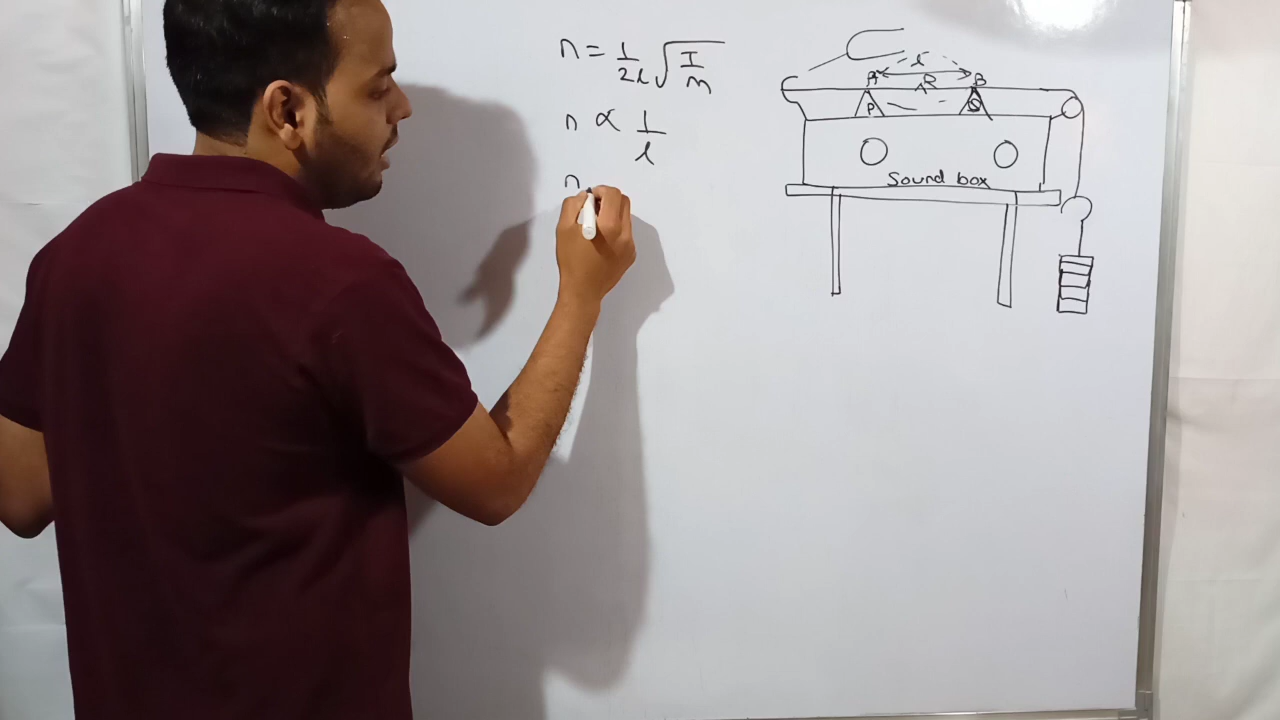 n = 1/2l √T/m
n ∝ 1/l
n
l
A B
R
P Q
Sound box